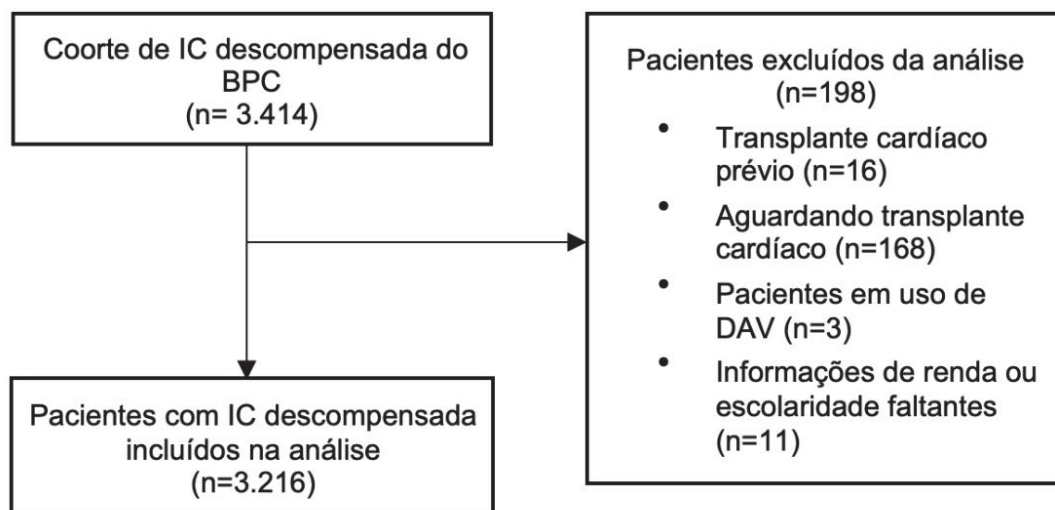 Coorte de IC descompensada do
BPC
(n= 3.414)
Pacientes excluídos da análise
(n=198)
• Transplante cardíaco
prévio (n=16)
• Aguardando transplante
cardíaco (n=168)
• Pacientes em uso de
DAV (n=3)
• Informações de renda ou
escolaridade faltantes
(n=11)
Pacientes com IC descompensada
incluídos na análise
(n=3.216)